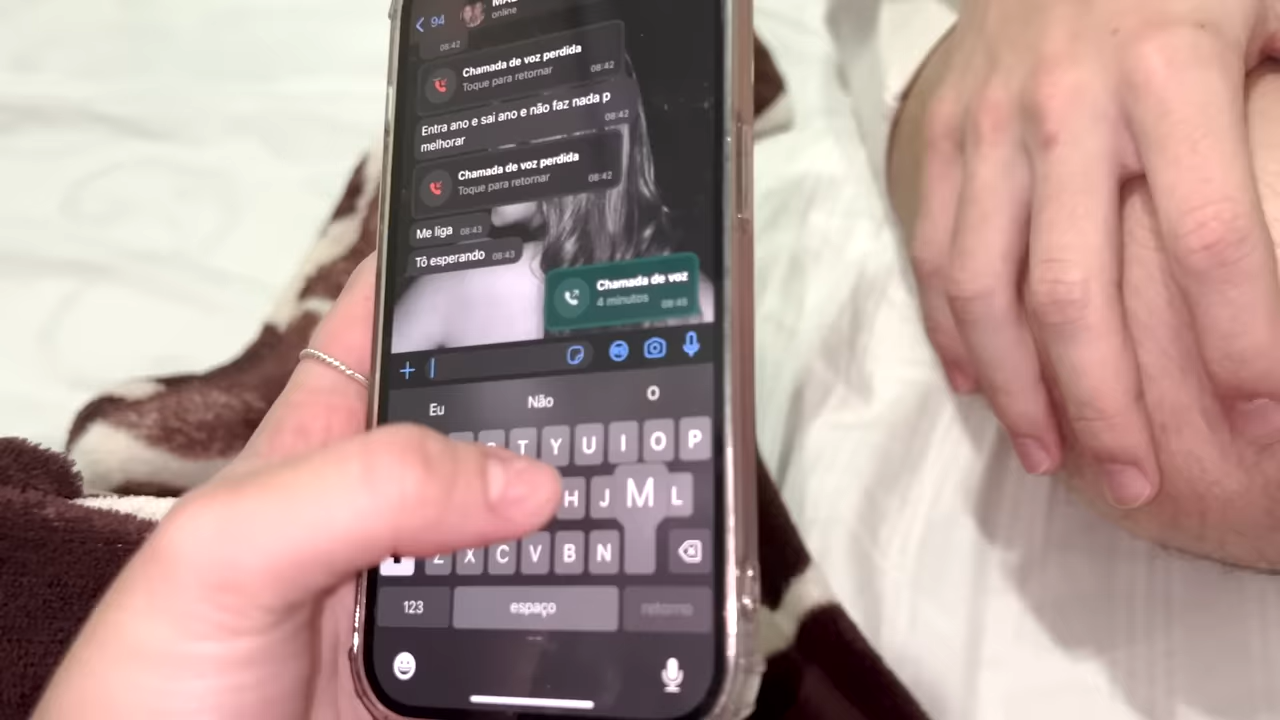 94
online
08:42
Chamada de voz perdida
Toque para retornar 08:42
Entra ano e sai ano e não faz nada p
melhorar 08:42
Chamada de voz perdida
Toque para retornar 08:42
Me liga 08:43
Tô esperando 08:43
Chamada de voz
4 minutos
Eu Não O
T Y U I O P
H J M L
Z X C V B N
123 espaço retorno